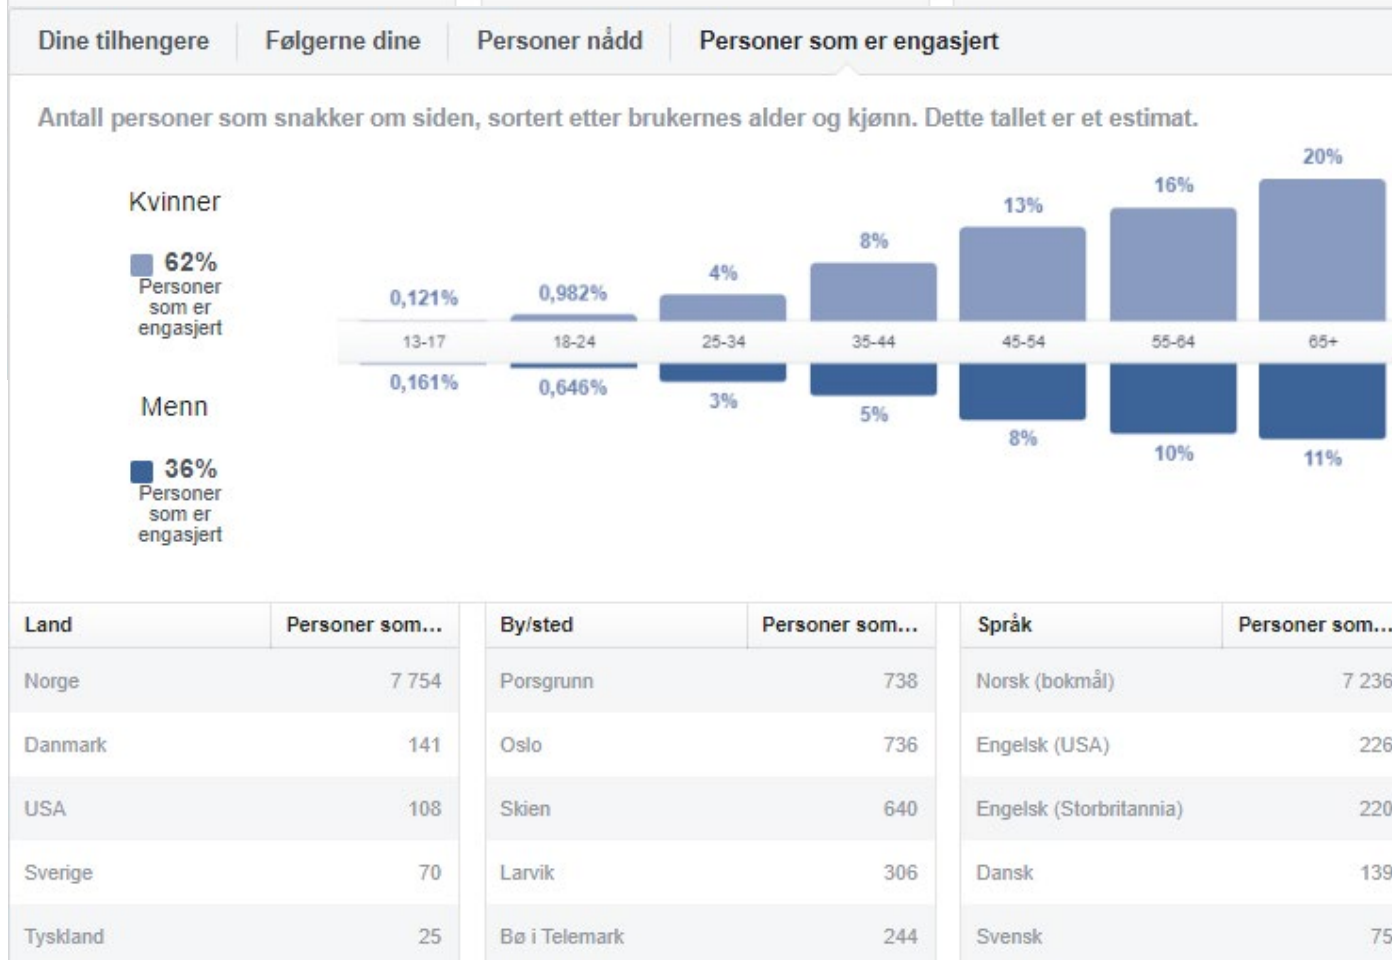 Dine tilhengere Følgerne dine Personer nådd Personer som er engasjert
Antall personer som snakker om siden, sortert etter brukernes alder og kjønn. Dette tallet er et estimat.
Kvinner
62%
Personer
som er
engasjert
0,121% 0,982% 4% 8% 13% 16% 20%
13-17 18-24 25-34 35-44 45-54 55-64 65+
0,161% 0,646% 3% 5% 8% 10% 11%
Menn
36%
Personer
som er
engasjert
Land Personer som... By/sted Personer som... Språk Personer som...
Norge 7 754 Porsgrunn 738 Norsk (bokmål) 7 236
Danmark 141 Oslo 736 Engelsk (USA) 226
USA 108 Skien 640 Engelsk (Storbritannia) 220
Sverige 70 Larvik 306 Dansk 139
Tyskland 25 Bø i Telemark 244 Svensk 75